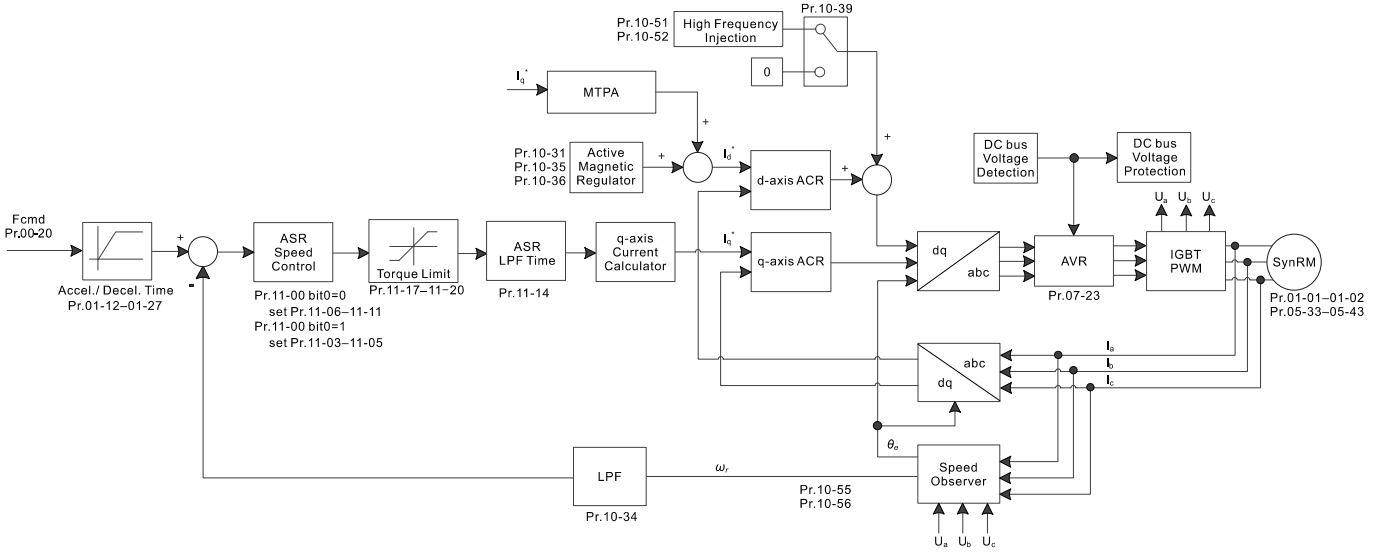 Pr.10-39
Pr.10-51
Pr.10-52
High Frequency
Injection
0
Iq*
MTPA
+
Pr.10-31
Pr.10-35
Pr.10-36
Active
Magnetic
Regulator
+
Id*
d-axis ACR
+
+
DC bus
Voltage
Detection
DC bus
Voltage
Protection
Ua
Ub
Uc
Fcmd
Pr.00-20
Accel./ Decel. Time
Pr.01-12–01-27
+
-
ASR
Speed
Control
Pr.11-00 bit0=0
set Pr.11-06–11-11
Pr.11-00 bit0=1
set Pr.11-03–11-05
Torque Limit
Pr.11-17–11-20
ASR
LPF Time
Pr.11-14
q-axis
Current
Calculator
Iq*
q-axis ACR
dq
abc
AVR
Pr.07-23
IGBT
PWM
SynRM
Pr.01-01–01-02
Pr.05-33–05-43
abc
dq
Ia
Ib
Ic
θe
Speed
Observer
ωr
Pr.10-55
Pr.10-56
LPF
Pr.10-34
Ua
Ub
Uc